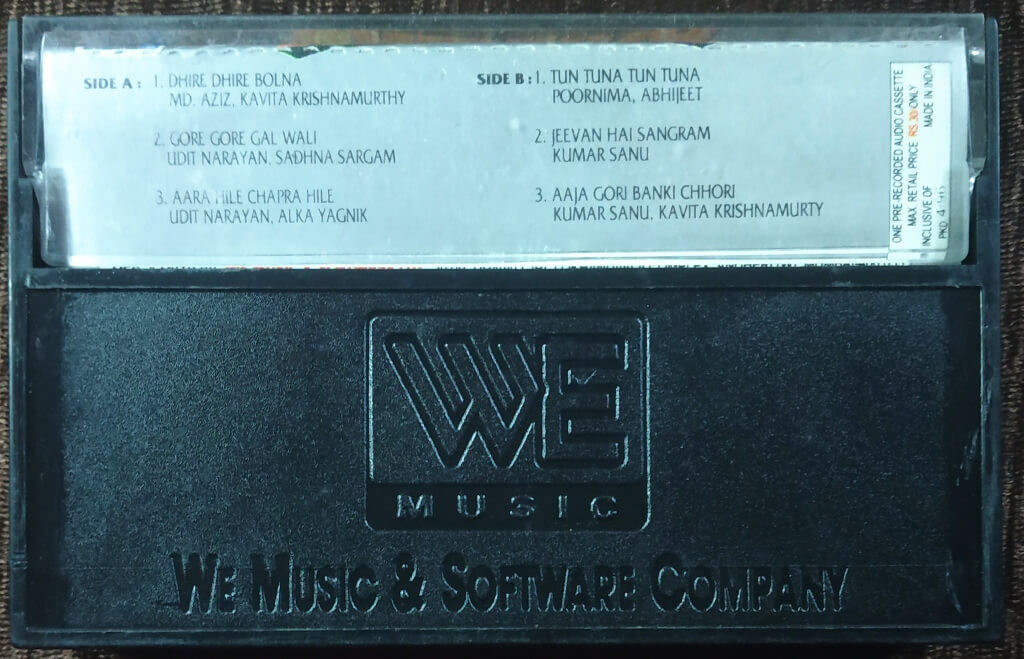 SIDE A : 1. DHIRE DHIRE BOLNA
MD. AZIZ, KAVITA KRISHNAMURTHY
2. GORE GORE GAL WALI
UDIT NARAYAN, SADHNA SARGAM
3. AARA HILE CHAPRA HILE
UDIT NARAYAN, ALKA YAGNIK
SIDE B : 1. TUN TUNA TUN TUNA
POORNIMA, ABHIJEET
2. JEEVAN HAI SANGRAM
KUMAR SANU
3. AAJA GORI BANKI CHHORI
KUMAR SANU, KAVITA KRISHNAMURTY
ONE PRE-RECORDED AUDIO CASSETTE
MAX RETAIL PRICE RS 30 ONLY
INCLUSIVE OF MADE IN INDIA
PKD
WE
MUSIC
WE MUSIC & SOFTWARE COMPANY